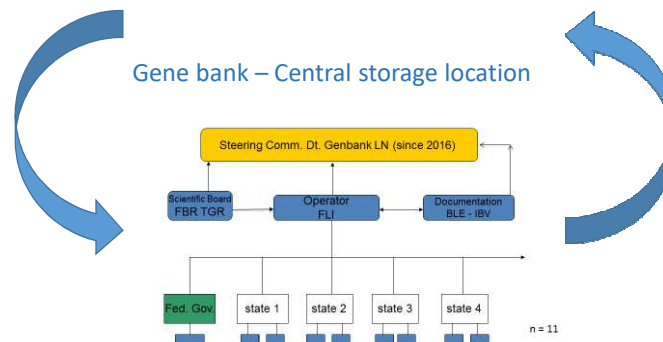 Gene bank – Central storage location
Steering Comm. Dt. Genbank LN (since 2016)
Scientific Board
FBR TGR
Operator
FLI
Documentation
BLE - IBV
Fed. Gov.
state 1
state 2
state 3
state 4
n = 11